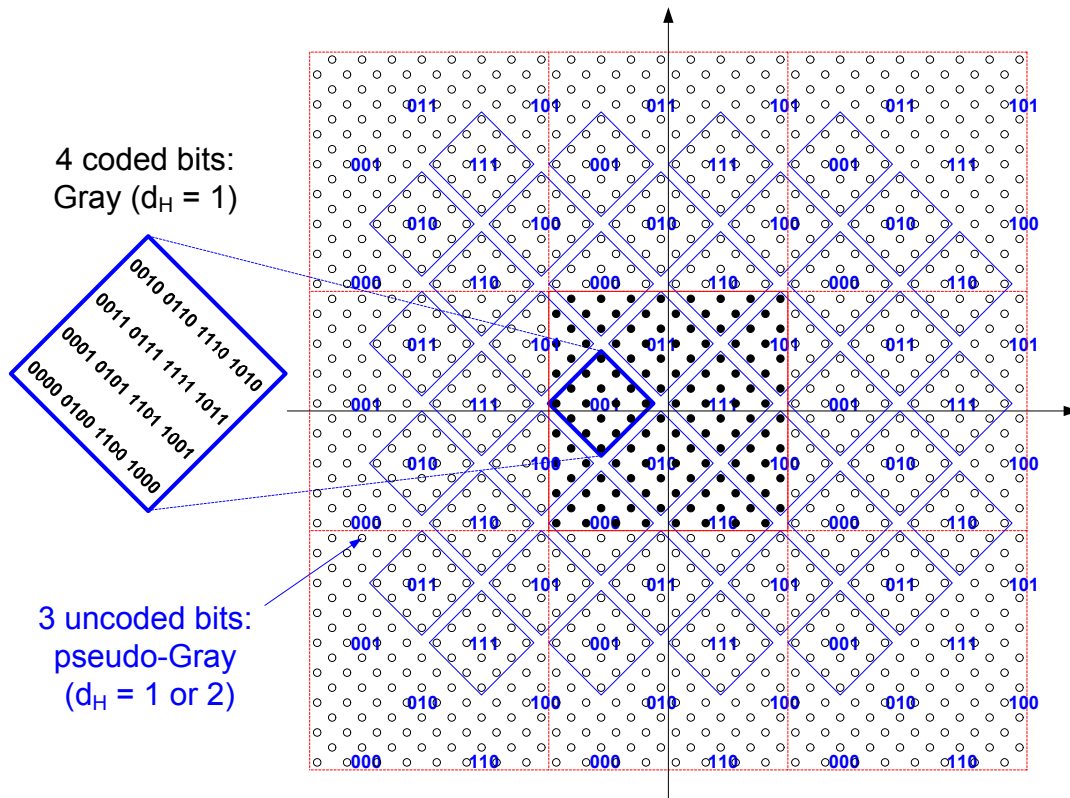 4 coded bits:
Gray (dH = 1)
0010 0110 1110 1010
0011 0111 1111 1011
0001 0101 1101 1001
0000 0100 1100 1000
3 uncoded bits:
pseudo-Gray
(dH = 1 or 2)
011 101 011 101 011 101
001 111 001 111 001 111
010 100 010 100 010 100
000 110 000 110 000 110
011 101 011 101 011 101
001 111 001 111 001 111
010 100 010 100 010 100
000 110 000 110 000 110
011 101 011 101 011 101
001 111 001 111 001 111
010 100 010 100 010 100
000 110 000 110 000 110